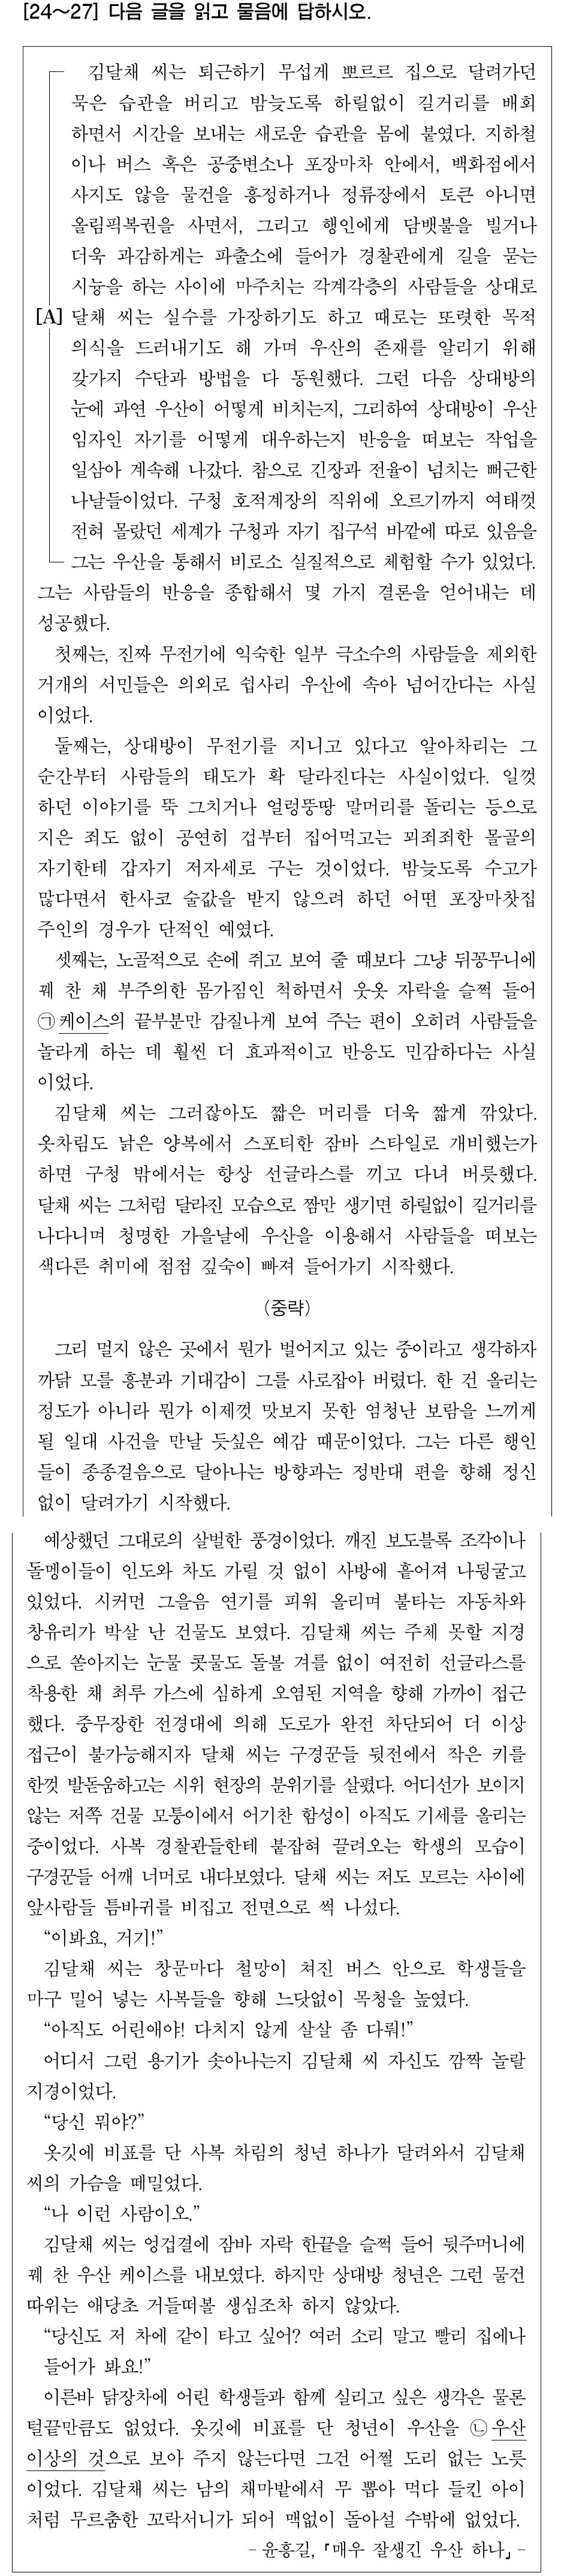 [24~27] 다음 글을 읽고 물음에 답하시오.
김달채 씨는 퇴근하기 무섭게 뽀르르 집으로 달려가던
묵은 습관을 버리고 밤늦도록 하릴없이 길거리를 배회
하면서 시간을 보내는 새로운 습관을 몸에 붙였다. 지하철
이나 버스 혹은 공중변소나 포장마차 안에서, 백화점에서
사지도 않을 물건을 흥정하거나 정류장에서 토큰 아니면
올림픽복권을 사면서, 그리고 행인에게 담뱃불을 빌거나
더욱 과감하게는 파출소에 들어가 경찰관에게 길을 묻는
시늉을 하는 사이에 마주치는 각계각층의 사람들을 상대로
[A] 달채 씨는 실수를 가장하기도 하고 때로는 또렷한 목적
의식을 드러내기도 해 가며 우산의 존재를 알리기 위해
갖가지 수단과 방법을 다 동원했다. 그런 다음 상대방의
눈에 과연 우산이 어떻게 비치는지, 그리하여 상대방이 우산
임자인 자기를 어떻게 대우하는지 반응을 떠보는 작업을
일삼아 계속해 나갔다. 참으로 긴장과 전율이 넘치는 뻐근한
나날들이었다. 구청 호적계장의 직위에 오르기까지 여태껏
전혀 몰랐던 세계가 구청과 자기 집구석 바깥에 따로 있음을
그는 우산을 통해서 비로소 실질적으로 체험할 수가 있었다.
그는 사람들의 반응을 종합해서 몇 가지 결론을 얻어내는 데
성공했다.
첫째는, 진짜 무전기에 익숙한 일부 극소수의 사람들을 제외한
거개의 서민들은 의외로 쉽사리 우산에 속아 넘어간다는 사실
이었다.
둘째는, 상대방이 무전기를 지니고 있다고 알아차리는 그
순간부터 사람들의 태도가 확 달라진다는 사실이었다. 일껏
하던 이야기를 뚝 그치거나 얼렁뚱땅 말머리를 돌리는 등으로
지은 죄도 없이 공연히 겁부터 집어먹고는 꾀죄죄한 몰골의
자기한테 갑자기 저자세로 구는 것이었다. 밤늦도록 수고가
많다면서 한사코 술값을 받지 않으려 하던 어떤 포장마찻집
주인의 경우가 단적인 예였다.
셋째는, 노골적으로 손에 쥐고 보여 줄 때보다 그냥 뒤꽁무니에
꿰 찬 채 부주의한 몸가짐인 척하면서 웃옷 자락을 슬쩍 들어
㉠케이스의 끝부분만 감질나게 보여 주는 편이 오히려 사람들을
놀라게 하는 데 훨씬 더 효과적이고 반응도 민감하다는 사실
이었다.
김달채 씨는 그러잖아도 짧은 머리를 더욱 짧게 깎았다.
옷차림도 낡은 양복에서 스포티한 잠바 스타일로 개비했는가
하면 구청 밖에서는 항상 선글라스를 끼고 다녀 버릇했다.
달채 씨는 그처럼 달라진 모습으로 짬만 생기면 하릴없이 길거리를
나다니며 청명한 가을날에 우산을 이용해서 사람들을 떠보는
색다른 취미에 점점 깊숙이 빠져 들어가기 시작했다.
(중략)
그리 멀지 않은 곳에서 뭔가 벌어지고 있는 중이라고 생각하자
까닭 모를 흥분과 기대감이 그를 사로잡아 버렸다. 한 건 올리는
정도가 아니라 뭔가 이제껏 맛보지 못한 엄청난 보람을 느끼게
될 일대 사건을 만날 듯싶은 예감 때문이었다. 그는 다른 행인
들이 종종걸음으로 달아나는 방향과는 정반대 편을 향해 정신
없이 달려가기 시작했다.
예상했던 그대로의 살벌한 풍경이었다. 깨진 보도블록 조각이나
돌멩이들이 인도와 차도 가릴 것 없이 사방에 흩어져 나뒹굴고
있었다. 시커먼 그을음 연기를 피워 올리며 불타는 자동차와
창유리가 박살 난 건물도 보였다. 김달채 씨는 주체 못할 지경
으로 쏟아지는 눈물 콧물도 돌볼 겨를 없이 여전히 선글라스를
착용한 채 최루 가스에 심하게 오염된 지역을 향해 가까이 접근
했다. 중무장한 전경대에 의해 도로가 완전 차단되어 더 이상
접근이 불가능해지자 달채 씨는 구경꾼들 뒷전에서 작은 키를
한껏 발돋움하고는 시위 현장의 분위기를 살폈다. 어디선가 보이지
않는 저쪽 건물 모퉁이에서 어기찬 함성이 아직도 기세를 올리는
중이었다. 사복 경찰관들한테 붙잡혀 끌려오는 학생의 모습이
구경꾼들 어깨 너머로 내다보였다. 달채 씨는 저도 모르는 사이에
앞사람들 틈바귀를 비집고 전면으로 썩 나섰다.
“이봐요, 거기!”
김달채 씨는 창문마다 철망이 쳐진 버스 안으로 학생들을
마구 밀어 넣는 사복들을 향해 느닷없이 목청을 높였다.
“아직도 어린애야! 다치지 않게 살살 좀 다뤄!”
어디서 그런 용기가 솟아나는지 김달채 씨 자신도 깜짝 놀랄
지경이었다.
“당신 뭐야?”
옷깃에 비표를 단 사복 차림의 청년 하나가 달려와서 김달채
씨의 가슴을 떼밀었다.
“나 이런 사람이오.”
김달채 씨는 엉겁결에 잠바 자락 한끝을 슬쩍 들어 뒷주머니에
꿰 찬 우산 케이스를 내보였다. 하지만 상대방 청년은 그런 물건
따위는 애당초 거들떠볼 생심조차 하지 않았다.
“당신도 저 차에 같이 타고 싶어? 여러 소리 말고 빨리 집에나
들어가 봐요!”
이른바 닭장차에 어린 학생들과 함께 실리고 싶은 생각은 물론
털끝만큼도 없었다. 옷깃에 비표를 단 청년이 우산을 ㉡우산
이상의 것으로 보아 주지 않는다면 그건 어쩔 도리 없는 노릇
이었다. 김달채 씨는 남의 채마밭에서 무 뽑아 먹다 들킨 아이
처럼 무르춤한 꼬락서니가 되어 맥없이 돌아설 수밖에 없었다.
- 윤흥길, 「매우 잘생긴 우산 하나」 -